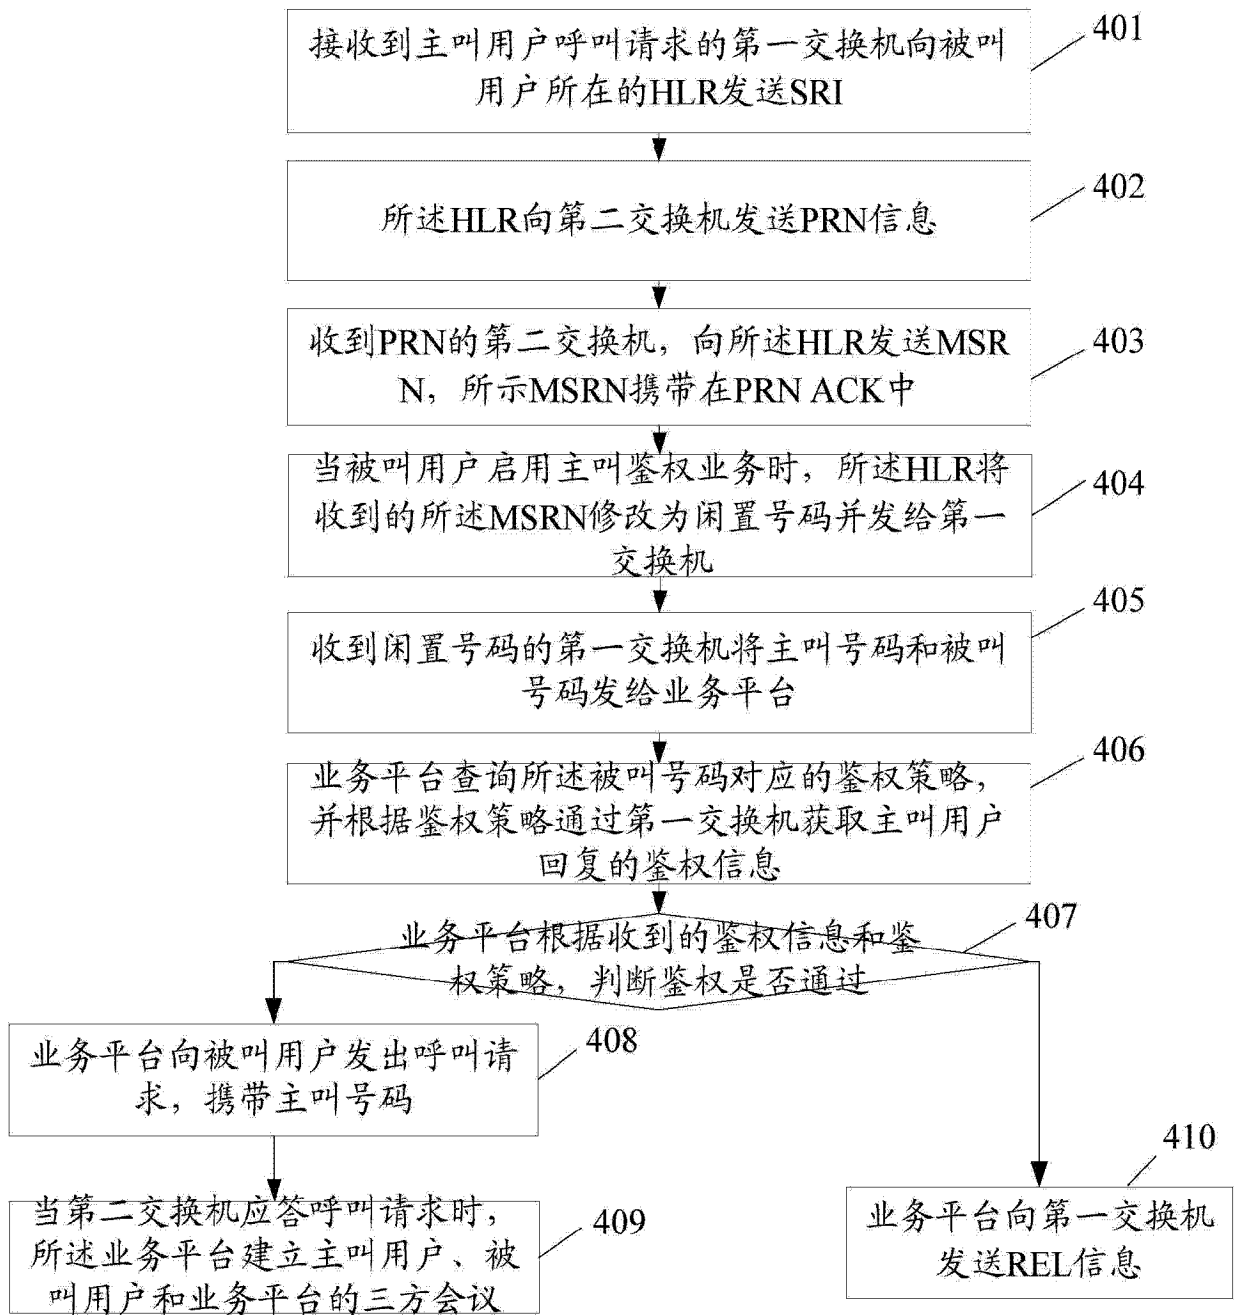 接收到主叫用户呼叫请求的第一交换机向被叫
用户所在的HLR发送SRI
401
所述HLR向第二交换机发送PRN信息
402
收到PRN的第二交换机，向所述HLR发送MSR
N，所示MSRN携带在PRN ACK中
403
当被叫用户启用主叫鉴权业务时，所述HLR将
收到的所述MSRN修改为闲置号码并发给第一
交换机
404
收到闲置号码的第一交换机将主叫号码和被叫
号码发给业务平台
405
业务平台查询所述被叫号码对应的鉴权策略，
并根据鉴权策略通过第一交换机获取主叫用户
回复的鉴权信息
406
业务平台根据收到的鉴权信息和鉴
权策略，判断鉴权是否通过
407
业务平台向被叫用户发出呼叫请
求，携带主叫号码
408
当第二交换机应答呼叫请求时，
所述业务平台建立主叫用户、被
叫用户和业务平台的三方会议
409
业务平台向第一交换机
发送REL信息
410